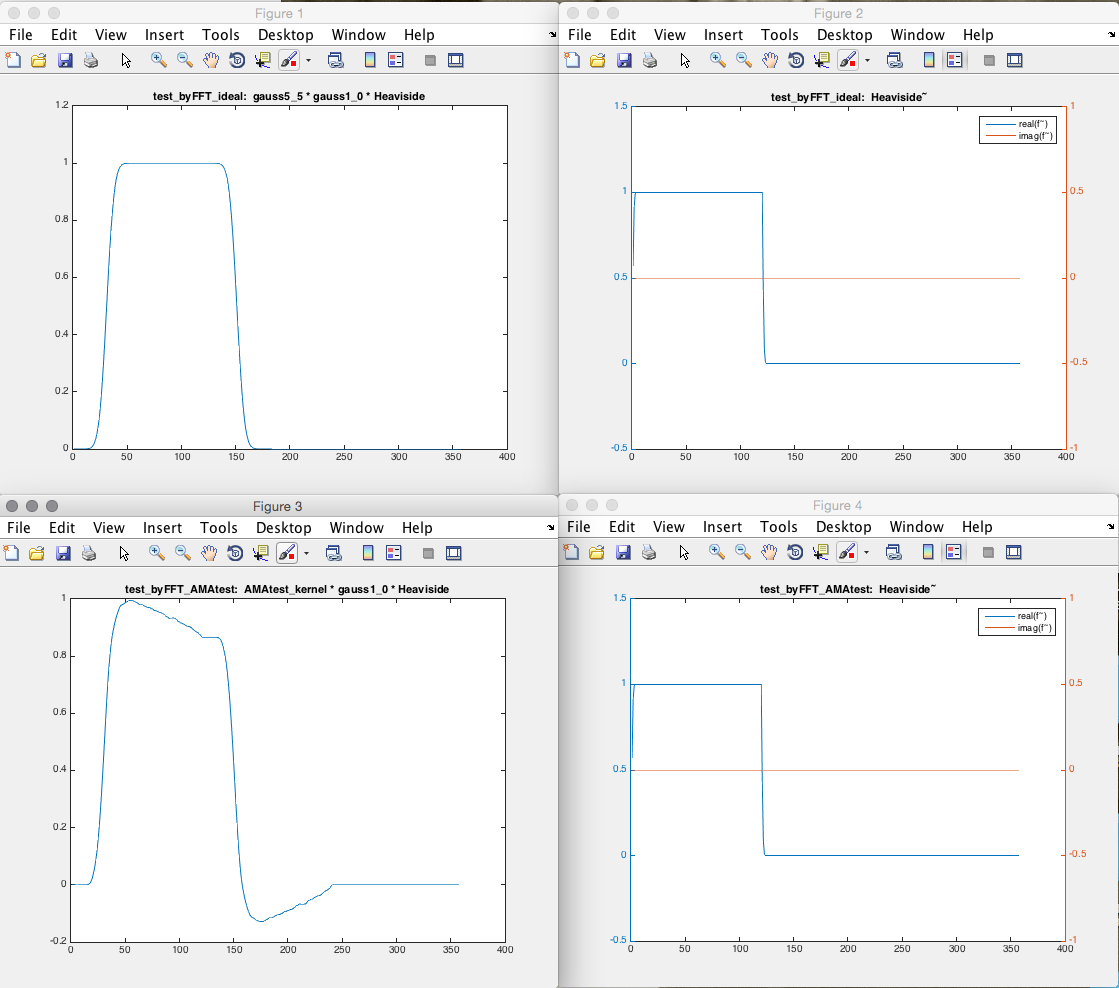 Figure 1
File Edit View Insert Tools Desktop Window Help
test_byFFT_ideal: gauss5_5 * gauss1_0 * Heaviside
1.2
1
0.8
0.6
0.4
0.2
0
0 50 100 150 200 250 300 350 400
Figure 2
File Edit View Insert Tools Desktop Window Help
test_byFFT_ideal: Heaviside~
real(f~)
imag(f~)
1.5
1
0.5
0
-0.5
1
0.5
0
-0.5
-1
0 50 100 150 200 250 300 350 400
Figure 3
File Edit View Insert Tools Desktop Window Help
test_byFFT_AMAtest: AMAtest_kernel * gauss1_0 * Heaviside
1
0.8
0.6
0.4
0.2
0
-0.2
0 50 100 150 200 250 300 350 400
Figure 4
File Edit View Insert Tools Desktop Window Help
test_byFFT_AMAtest: Heaviside~
real(f~)
imag(f~)
1.5
1
0.5
0
-0.5
1
0.5
0
-0.5
-1
0 50 100 150 200 250 300 350 400